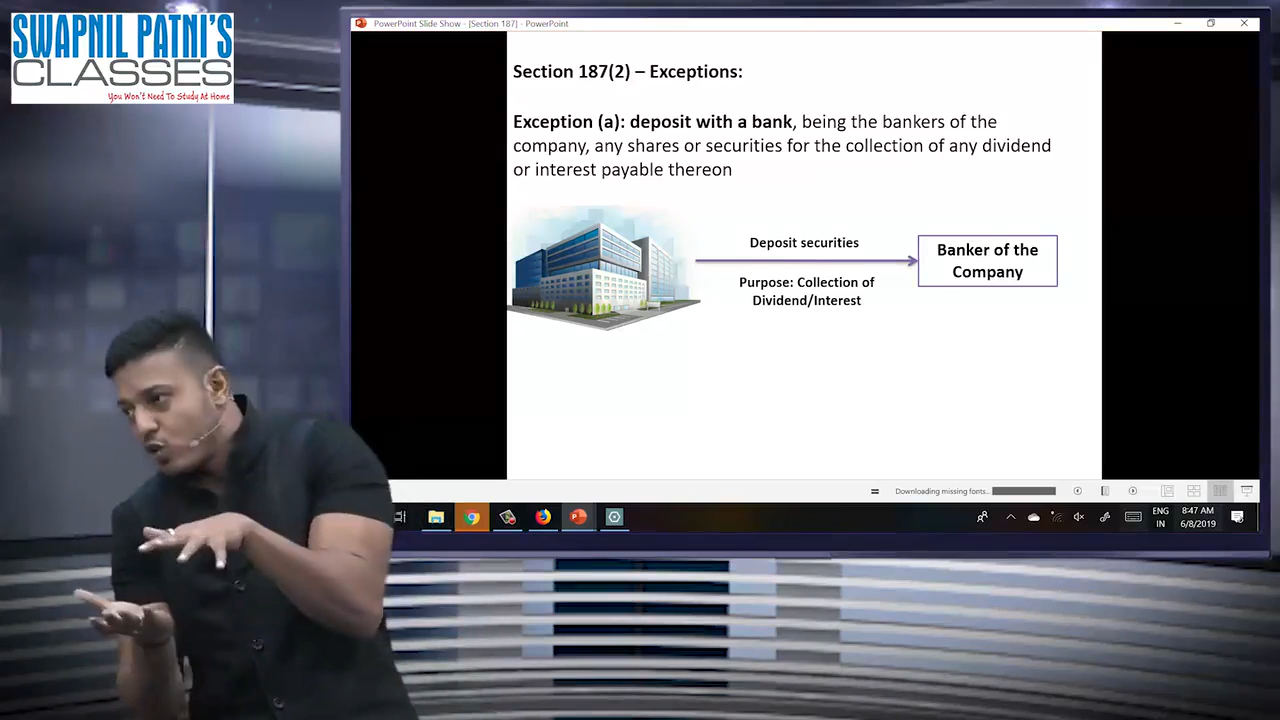 SWAPNIL PATNI'S
CLASSES
You Won't Need To Study At Home
PowerPoint Slide Show - [Section 187] - PowerPoint
Section 187(2) – Exceptions:
Exception (a): deposit with a bank, being the bankers of the
company, any shares or securities for the collection of any dividend
or interest payable thereon
Deposit securities
Purpose: Collection of
Dividend/Interest
Banker of the
Company
Downloading missing fonts...
ENG
IN
8:47 AM
6/8/2019